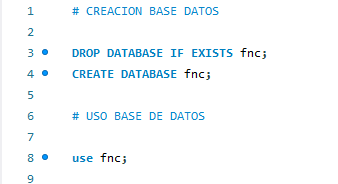 1 # CREACION BASE DATOS
2
3 DROP DATABASE IF EXISTS fnc;
4 CREATE DATABASE fnc;
5
6 # USO BASE DE DATOS
7
8 use fnc;
9